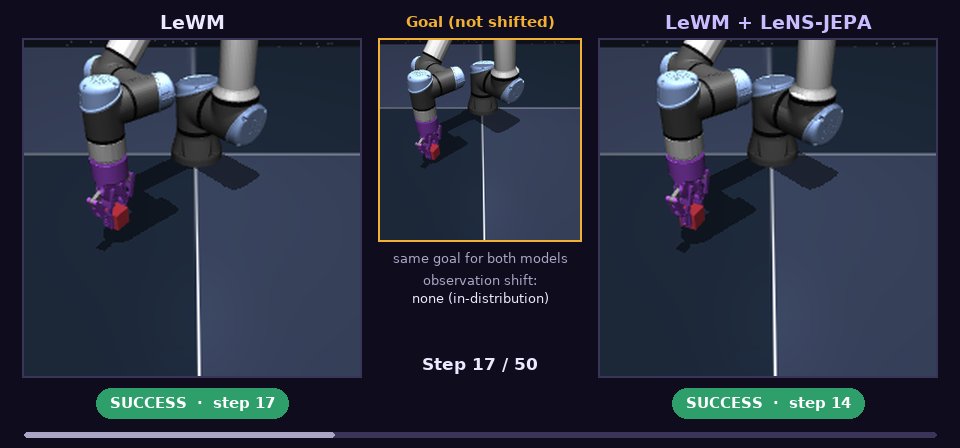 LeWM
Goal (not shifted)
LeWM + LeNS-JEPA
same goal for both models
observation shift:
none (in-distribution)
Step 17 / 50
SUCCESS · step 17
SUCCESS · step 14